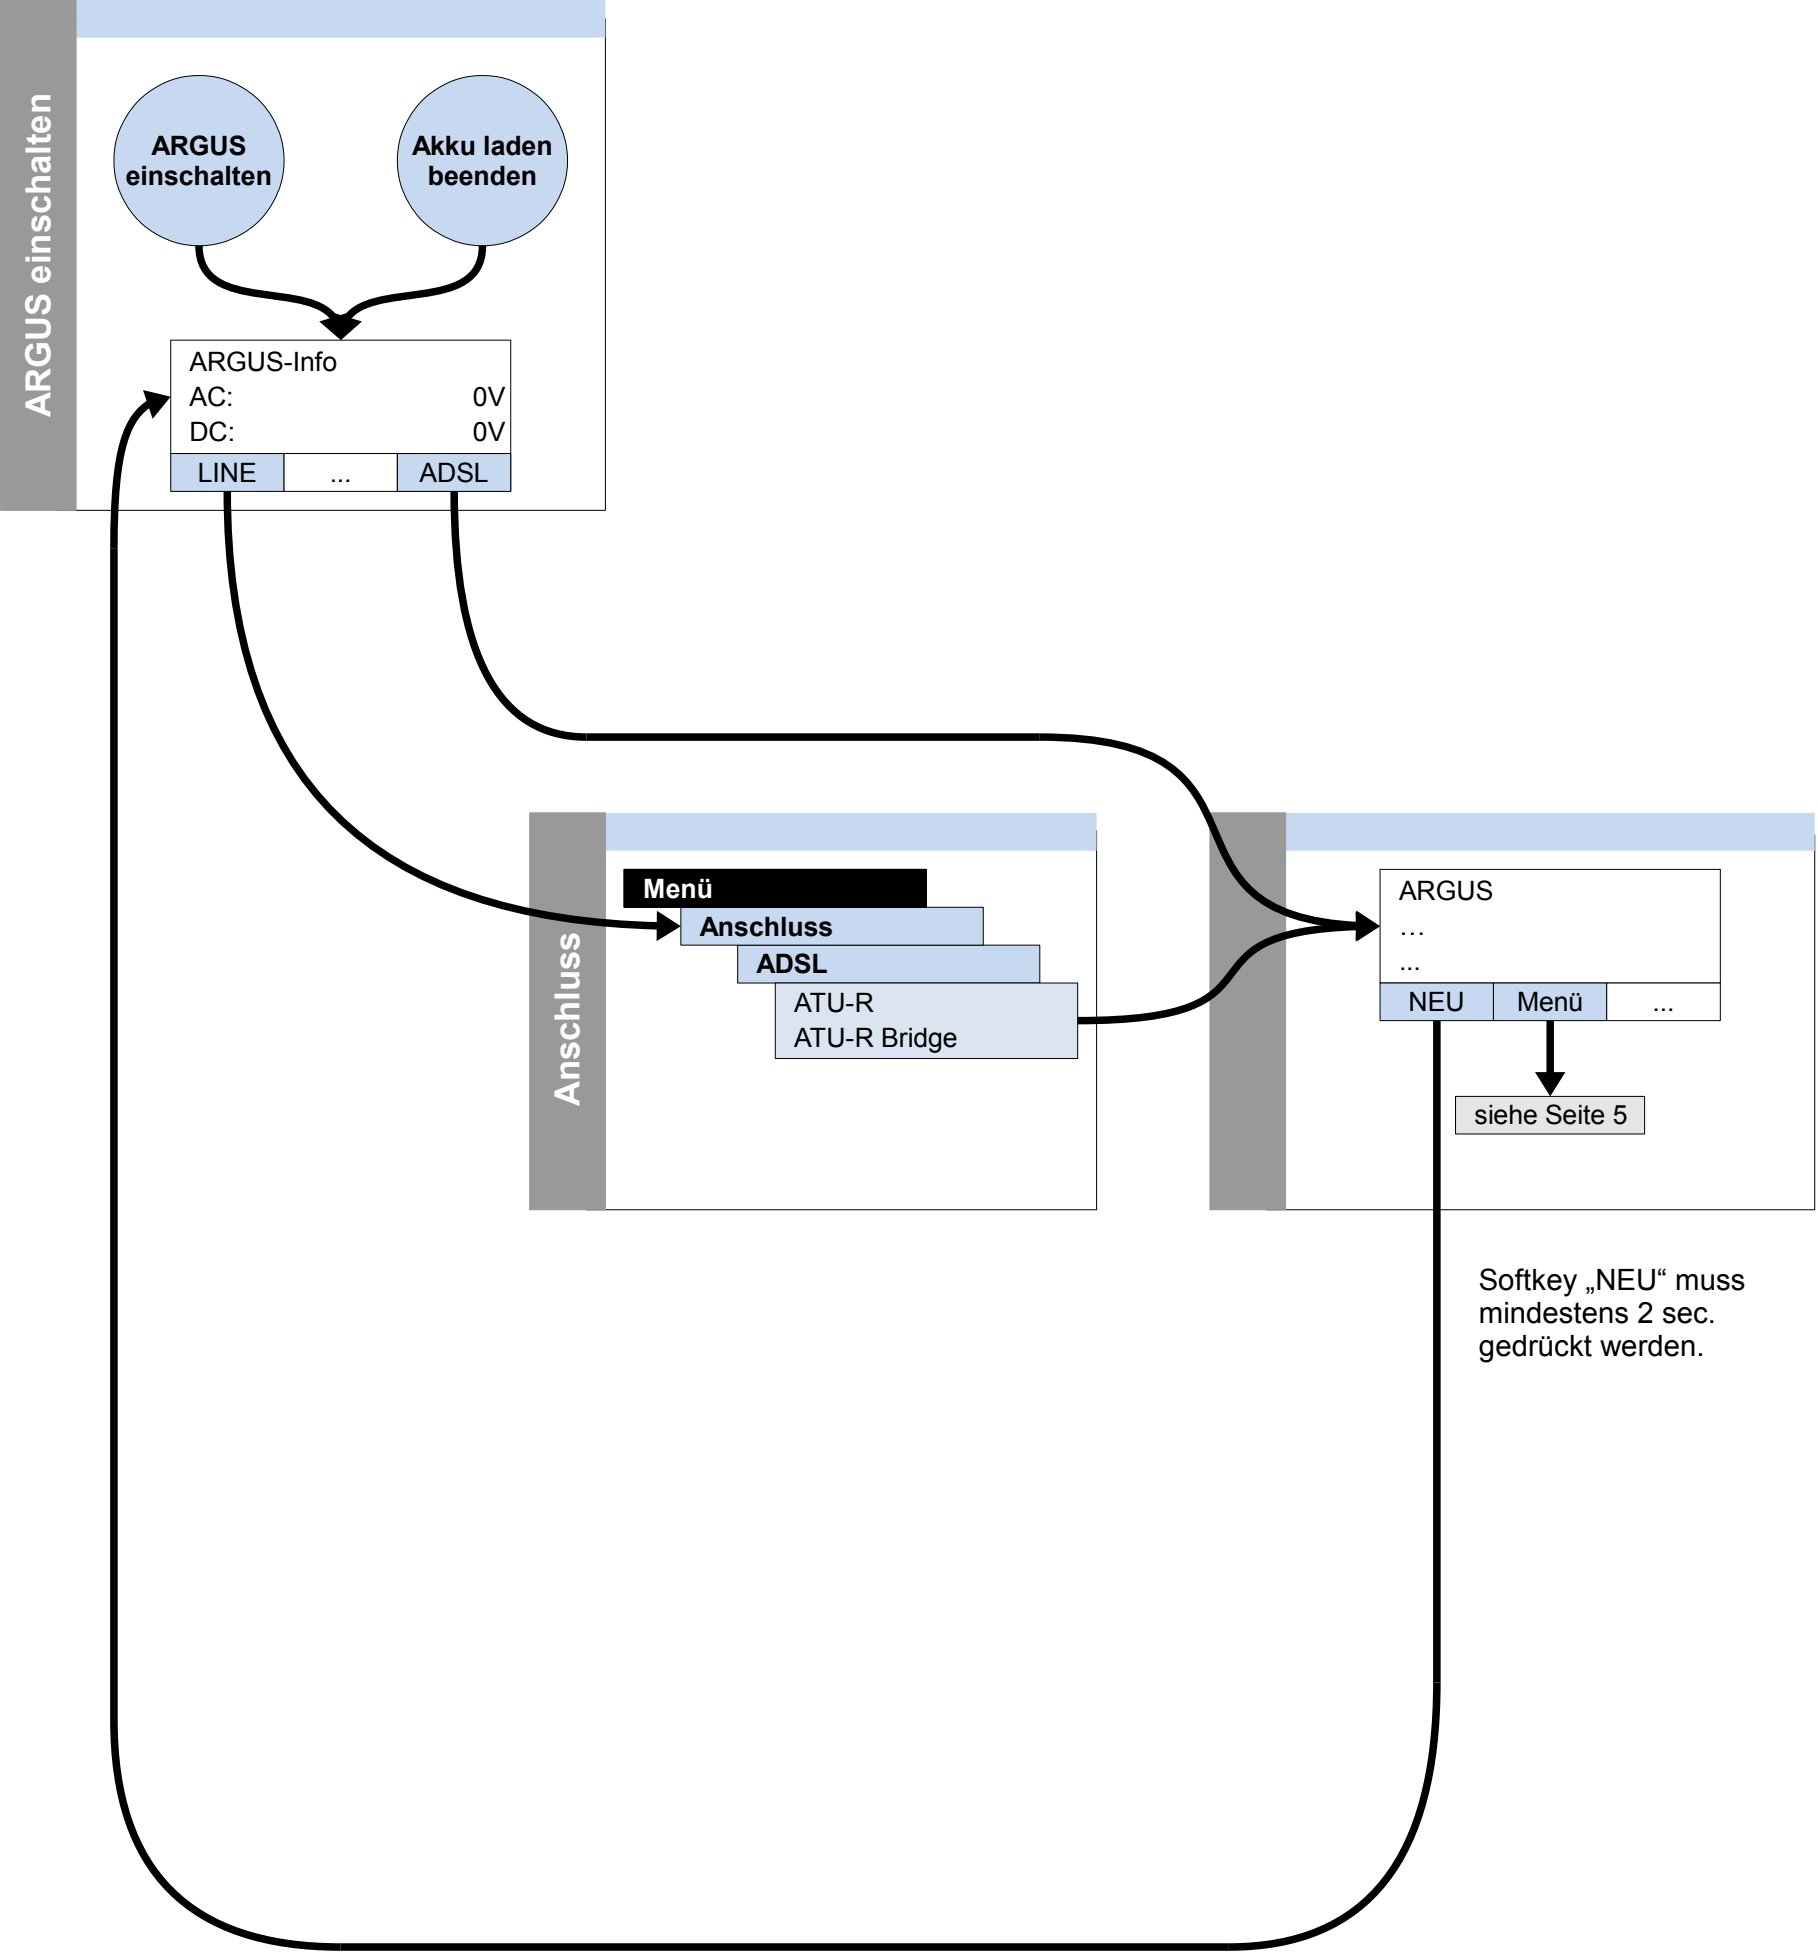 ARGUS einschalten
ARGUS
einschalten
Akku laden
beenden
ARGUS-Info
AC: 0V
DC: 0V
LINE ... ADSL
Anschluss
Menü
Anschluss
ADSL
ATU-R
ATU-R Bridge
ARGUS
…
...
NEU Menü ...
siehe Seite 5
Softkey „NEU“ muss
mindestens 2 sec.
gedrückt werden.